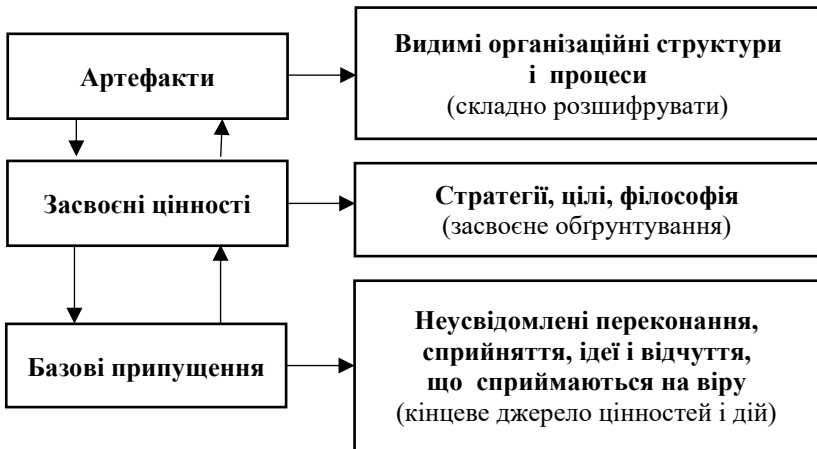 Артефакти
Видимі організаційні структури
і процеси
(складно розшифрувати)
Засвоєні цінності
Стратегії, цілі, філософія
(засвоєне обґрунтування)
Базові припущення
Неусвідомлені переконання,
сприйняття, ідеї і відчуття,
що сприймаються на віру
(кінцеве джерело цінностей і дій)